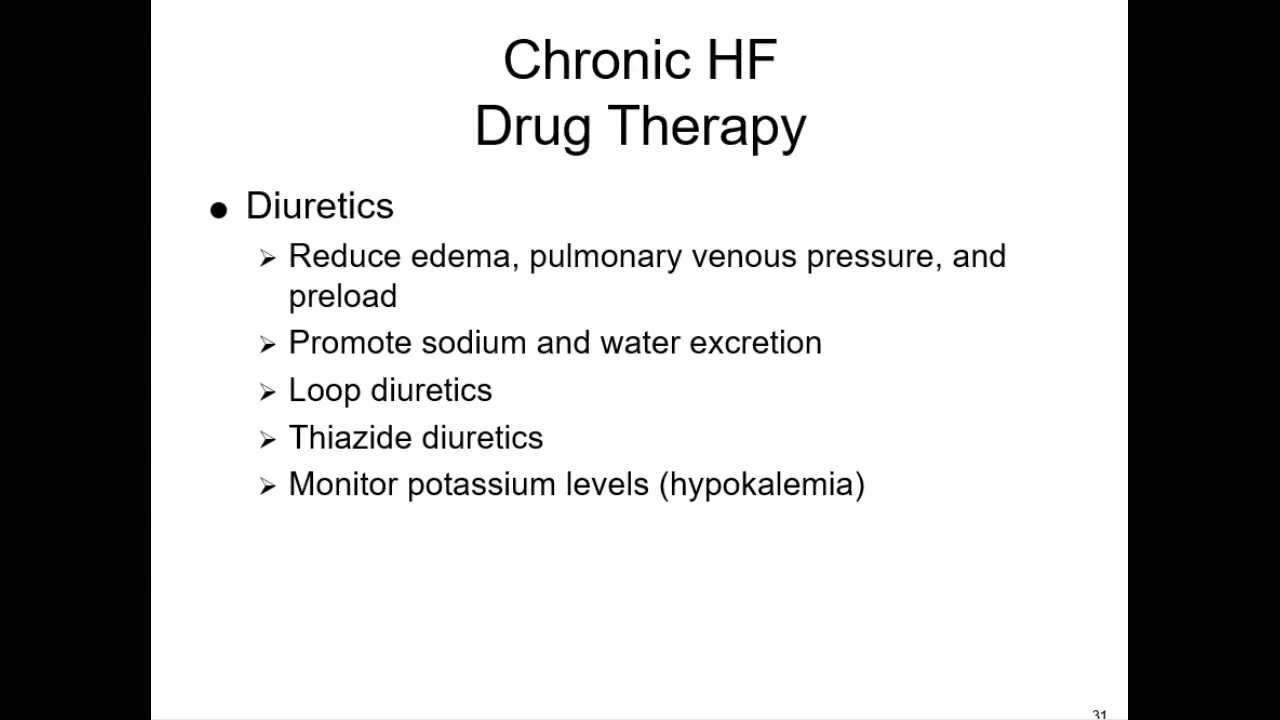 Chronic HF
Drug Therapy
● Diuretics
➢ Reduce edema, pulmonary venous pressure, and
preload
➢ Promote sodium and water excretion
➢ Loop diuretics
➢ Thiazide diuretics
➢ Monitor potassium levels (hypokalemia)
31